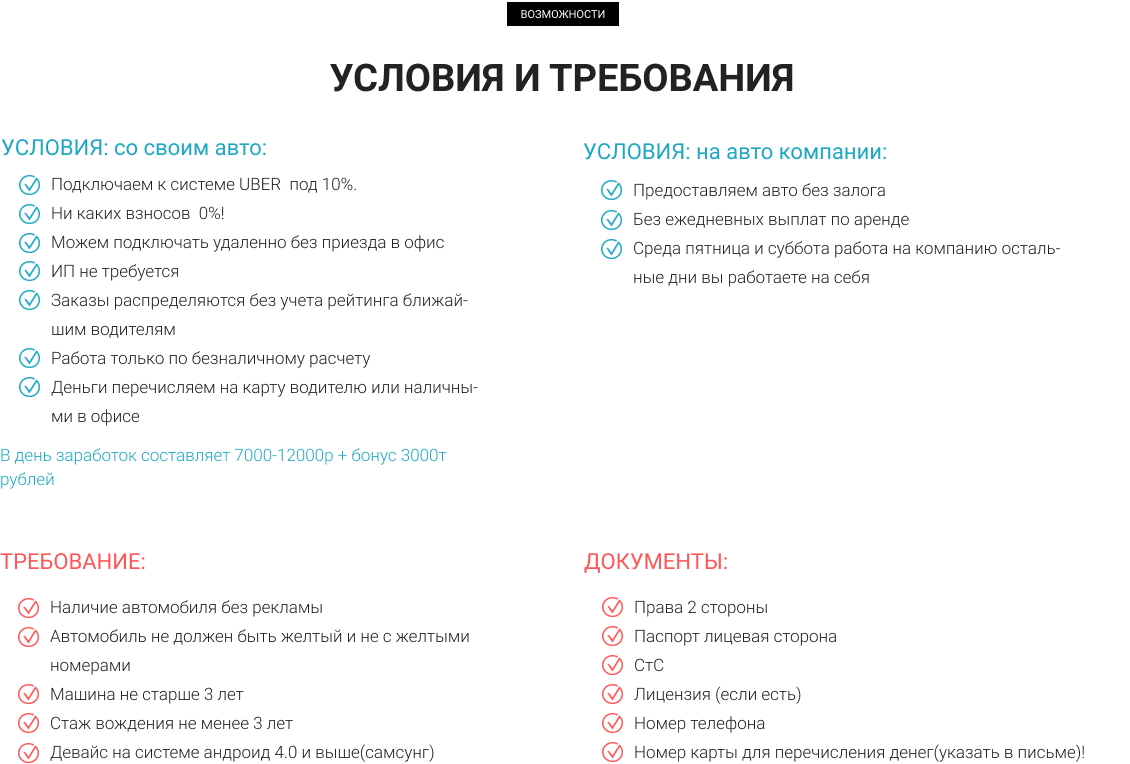 ВОЗМОЖНОСТИ
УСЛОВИЯ И ТРЕБОВАНИЯ
УСЛОВИЯ: со своим авто:
Подключаем к системе UBER  под 10%.
Ни каких взносов  0%!
Можем подключать удаленно без приезда в офис
ИП не требуется
Заказы распределяются без учета рейтинга ближай-
шим водителям
Работа только по безналичному расчету
Деньги перечисляем на карту водителю или наличны-
ми в офисе
В день заработок составляет 7000-12000р + бонус 3000т
рублей
УСЛОВИЯ: на авто компании:
Предоставляем авто без залога
Без ежедневных выплат по аренде
Среда пятница и суббота работа на компанию осталь-
ные дни вы работаете на себя
ТРЕБОВАНИЕ:
Наличие автомобиля без рекламы
Автомобиль не должен быть желтый и не с желтыми
номерами
Машина не старше 3 лет
Стаж вождения не менее 3 лет
Девайс на системе андроид 4.0 и выше(самсунг)
ДОКУМЕНТЫ:
Права 2 стороны
Паспорт лицевая сторона
СтС
Лицензия (если есть)
Номер телефона
Номер карты для перечисления денег(указать в письме)!